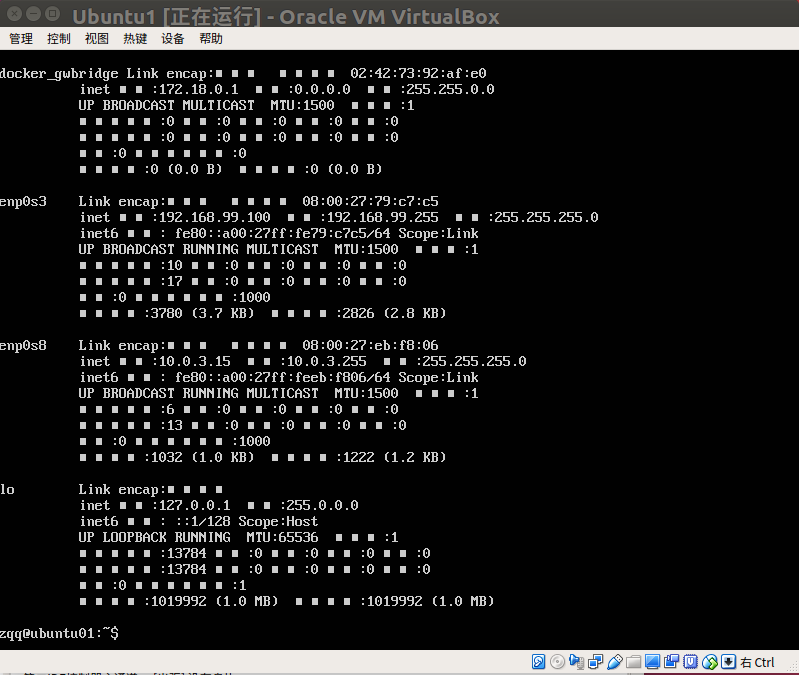 Ubuntu1 [正在运行] - Oracle VM VirtualBox
管理 控制 视图 热键 设备 帮助
docker_gwbridge Link encap:■ ■ ■ ■ ■ ■ ■ 02:42:73:92:af:e0
inet ■ ■ :172.18.0.1 ■ ■ :0.0.0.0 ■ ■ :255.255.0.0
UP BROADCAST MULTICAST MTU:1500 ■ ■ ■ :1
■ ■ ■ ■ ■ :0 ■ ■ :0 ■ ■ :0 ■ ■ :0 ■ ■ :0
■ ■ ■ ■ ■ :0 ■ ■ :0 ■ ■ :0 ■ ■ :0 ■ ■ :0
■ ■ :0 ■ ■ ■ ■ ■ ■ :0
■ ■ ■ ■ :0 (0.0 B) ■ ■ ■ ■ :0 (0.0 B)
enp0s3 Link encap:■ ■ ■ ■ ■ ■ ■ 08:00:27:79:c7:c5
inet ■ ■ :192.168.99.100 ■ ■ :192.168.99.255 ■ ■ :255.255.255.0
inet6 ■ ■ : fe80::a00:27ff:fe79:c7c5/64 Scope:Link
UP BROADCAST RUNNING MULTICAST MTU:1500 ■ ■ ■ :1
■ ■ ■ ■ ■ :10 ■ ■ :0 ■ ■ :0 ■ ■ :0 ■ ■ :0
■ ■ ■ ■ ■ :17 ■ ■ :0 ■ ■ :0 ■ ■ :0 ■ ■ :0
■ ■ :0 ■ ■ ■ ■ ■ ■ :1000
■ ■ ■ ■ :3780 (3.7 KB) ■ ■ ■ ■ :2826 (2.8 KB)
enp0s8 Link encap:■ ■ ■ ■ ■ ■ ■ 08:00:27:eb:f8:06
inet ■ ■ :10.0.3.15 ■ ■ :10.0.3.255 ■ ■ :255.255.255.0
inet6 ■ ■ : fe80::a00:27ff:feeb:f806/64 Scope:Link
UP BROADCAST RUNNING MULTICAST MTU:1500 ■ ■ ■ :1
■ ■ ■ ■ ■ :6 ■ ■ :0 ■ ■ :0 ■ ■ :0 ■ ■ :0
■ ■ ■ ■ ■ :13 ■ ■ :0 ■ ■ :0 ■ ■ :0 ■ ■ :0
■ ■ :0 ■ ■ ■ ■ ■ ■ :1000
■ ■ ■ ■ :1032 (1.0 KB) ■ ■ ■ ■ :1222 (1.2 KB)
lo Link encap:■ ■ ■ ■
inet ■ ■ :127.0.0.1 ■ ■ :255.0.0.0
inet6 ■ ■ : ::1/128 Scope:Host
UP LOOPBACK RUNNING MTU:65536 ■ ■ ■ :1
■ ■ ■ ■ ■ :13784 ■ ■ :0 ■ ■ :0 ■ ■ :0 ■ ■ :0
■ ■ ■ ■ ■ :13784 ■ ■ :0 ■ ■ :0 ■ ■ :0 ■ ■ :0
■ ■ :0 ■ ■ ■ ■ ■ ■ :1
■ ■ ■ ■ :1019992 (1.0 MB) ■ ■ ■ ■ :1019992 (1.0 MB)
zqq@ubuntu01:~$
右 Ctrl